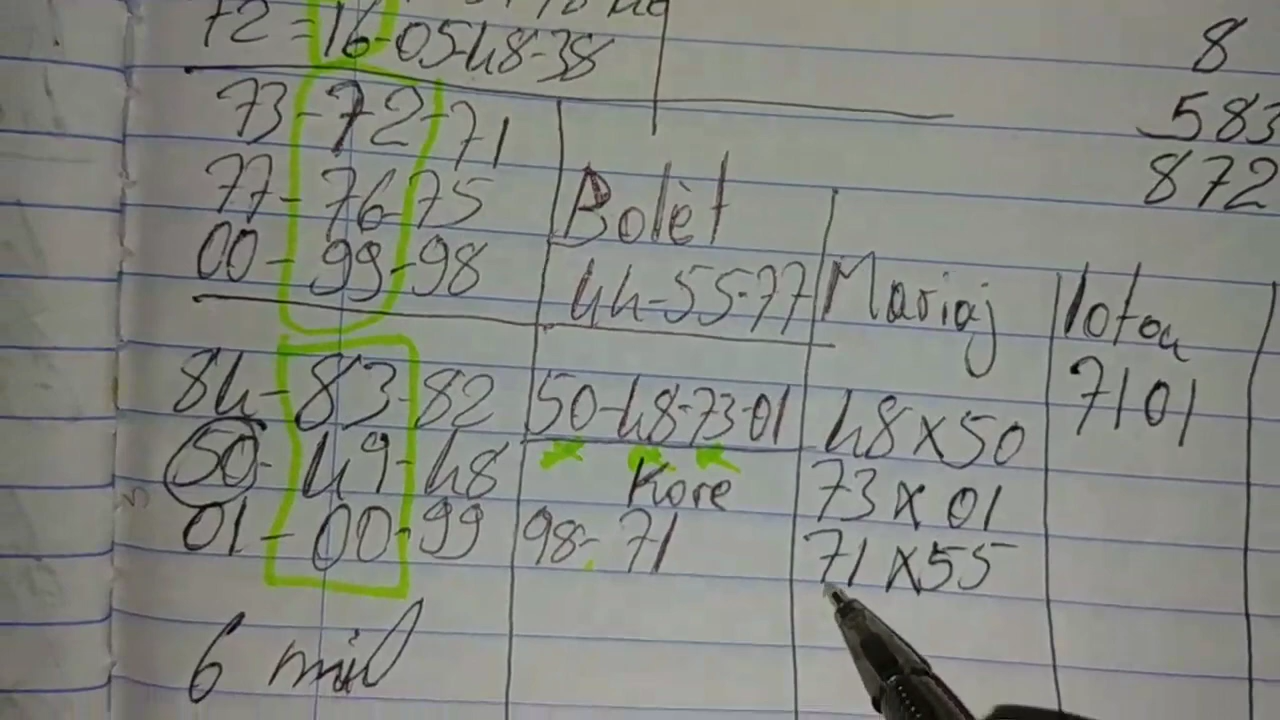 72=16-05-48-38
73-72-71
77-76-75
00-99-98
84-83-82
50-49-48
01-00-99
6 mil
Bolèt
44-55-77
50-48-73-01
Kore
98-71
Mariaj
48x50
73x01
71x55
loto4
7101
8
583
872